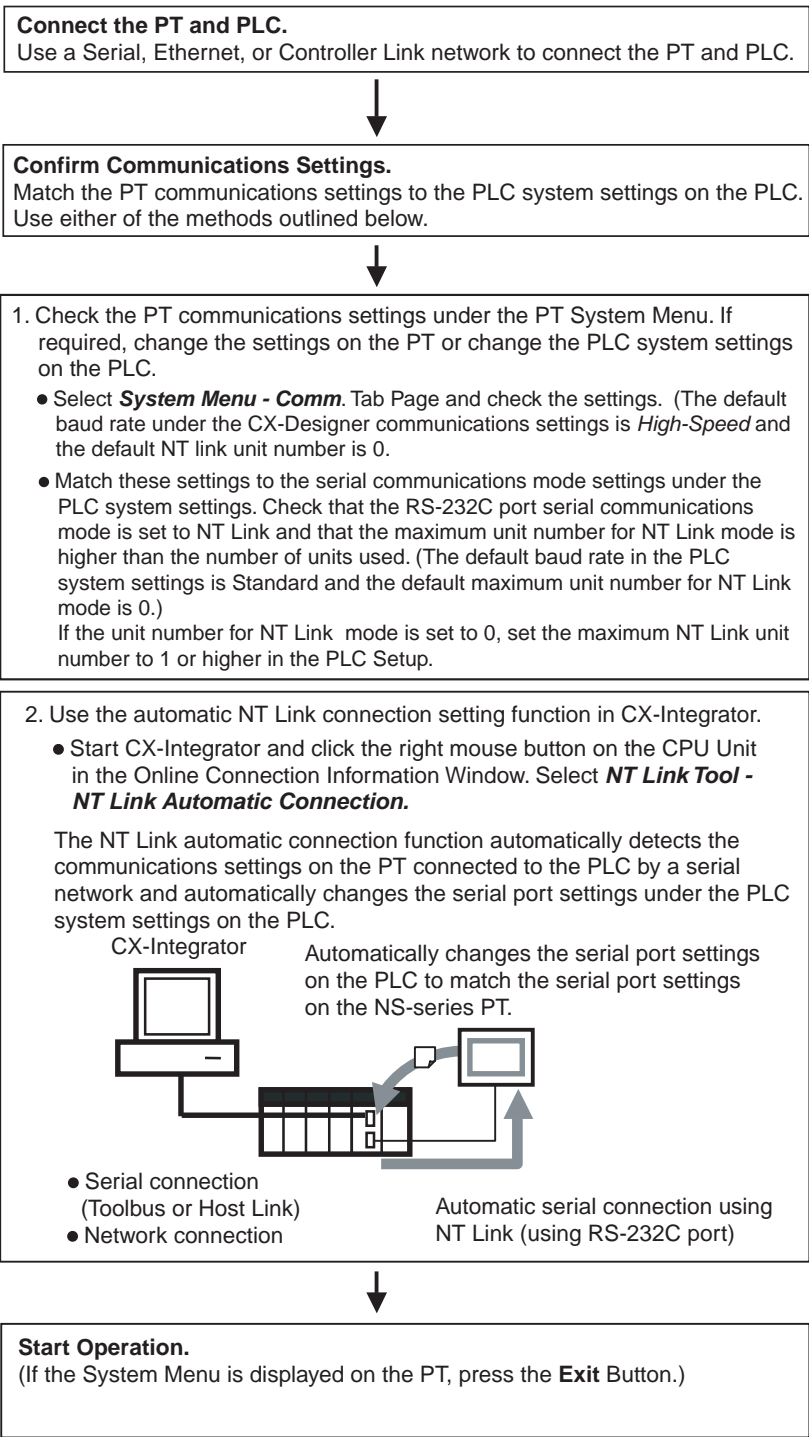 Connect the PT and PLC.
Use a Serial, Ethernet, or Controller Link network to connect the PT and PLC.
Confirm Communications Settings.
Match the PT communications settings to the PLC system settings on the PLC.
Use either of the methods outlined below.
1. Check the PT communications settings under the PT System Menu. If
required, change the settings on the PT or change the PLC system settings
on the PLC.
● Select System Menu - Comm. Tab Page and check the settings. (The default
baud rate under the CX-Designer communications settings is High-Speed and
the default NT link unit number is 0.
● Match these settings to the serial communications mode settings under the
PLC system settings. Check that the RS-232C port serial communications
mode is set to NT Link and that the maximum unit number for NT Link mode is
higher than the number of units used. (The default baud rate in the PLC
system settings is Standard and the default maximum unit number for NT Link
mode is 0.)
If the unit number for NT Link mode is set to 0, set the maximum NT Link unit
number to 1 or higher in the PLC Setup.
2. Use the automatic NT Link connection setting function in CX-Integrator.
● Start CX-Integrator and click the right mouse button on the CPU Unit
in the Online Connection Information Window. Select NT Link Tool -
NT Link Automatic Connection.
The NT Link automatic connection function automatically detects the
communications settings on the PT connected to the PLC by a serial
network and automatically changes the serial port settings under the PLC
system settings on the PLC.
CX-Integrator
Automatically changes the serial port settings
on the PLC to match the serial port settings
on the NS-series PT.
● Serial connection
(Toolbus or Host Link)
● Network connection
Automatic serial connection using
NT Link (using RS-232C port)
Start Operation.
(If the System Menu is displayed on the PT, press the Exit Button.)